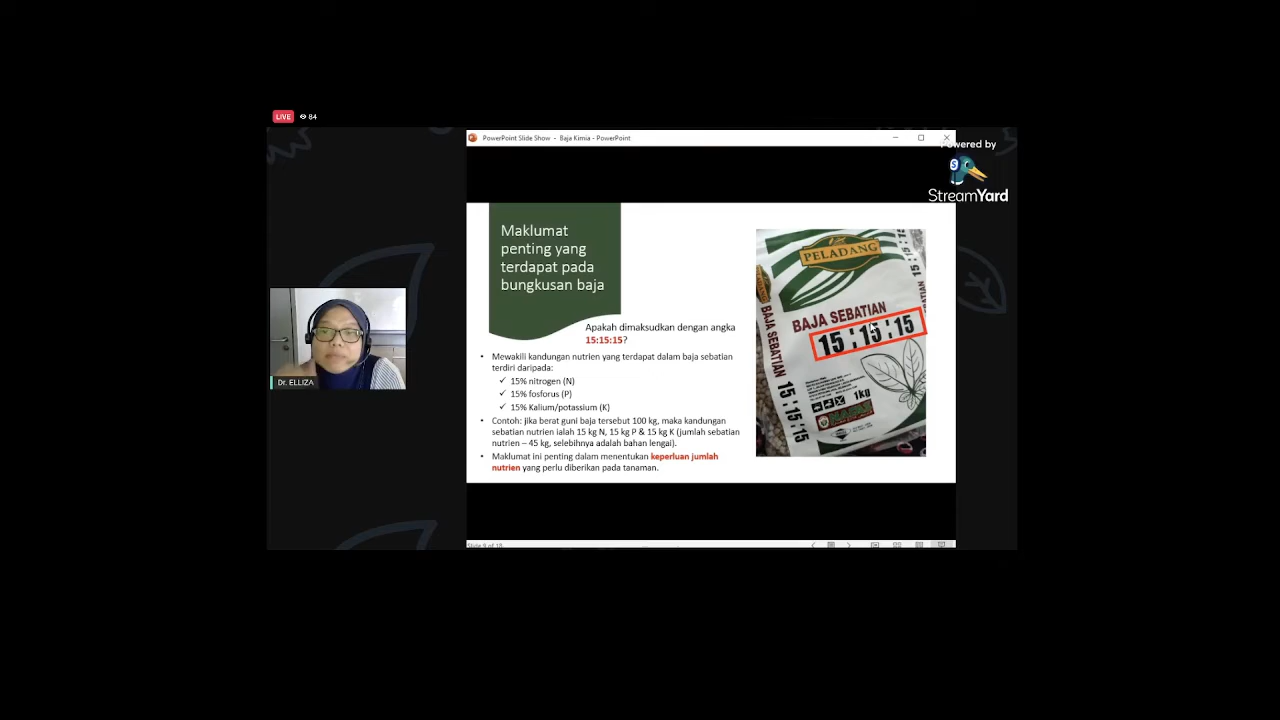 LIVE 84
PowerPoint Slide Show - Baja Kimia - PowerPoint
Powered by
StreamYard
Maklumat
penting yang
terdapat pada
bungkusan baja
Apakah dimaksudkan dengan angka
15:15:15?
• Mewakili kandungan nutrien yang terdapat dalam baja sebatian
terdiri daripada:
✓ 15% nitrogen (N)
✓ 15% fosforus (P)
✓ 15% Kalium/potassium (K)
• Contoh: jika berat guni baja tersebut 100 kg, maka kandungan
sebatian nutrien ialah 15 kg N, 15 kg P & 15 kg K (jumlah sebatian
nutrien – 45 kg, selebihnya adalah bahan lengai).
• Maklumat ini penting dalam menentukan keperluan jumlah
nutrien yang perlu diberikan pada tanaman.
PELADANG
BAJA SEBATIAN
15:15:15
1kg
BAJA SEBATIAN 15:15:15
Dr. ELLIZA